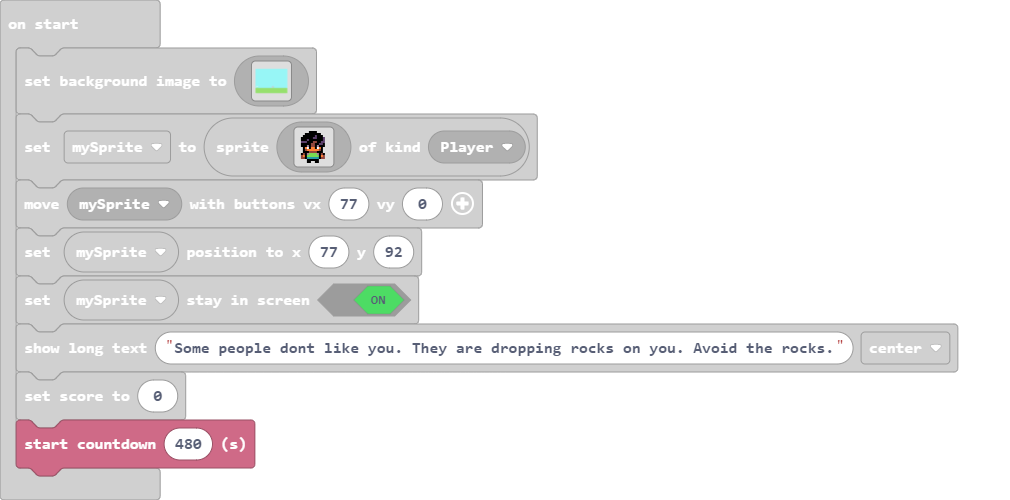 on start
set background image to
set mySprite to sprite of kind Player
move mySprite with buttons vx 77 vy 0
set mySprite position to x 77 y 92
set mySprite stay in screen ON
show long text "Some people dont like you. They are dropping rocks on you. Avoid the rocks." center
set score to 0
start countdown 480 (s)